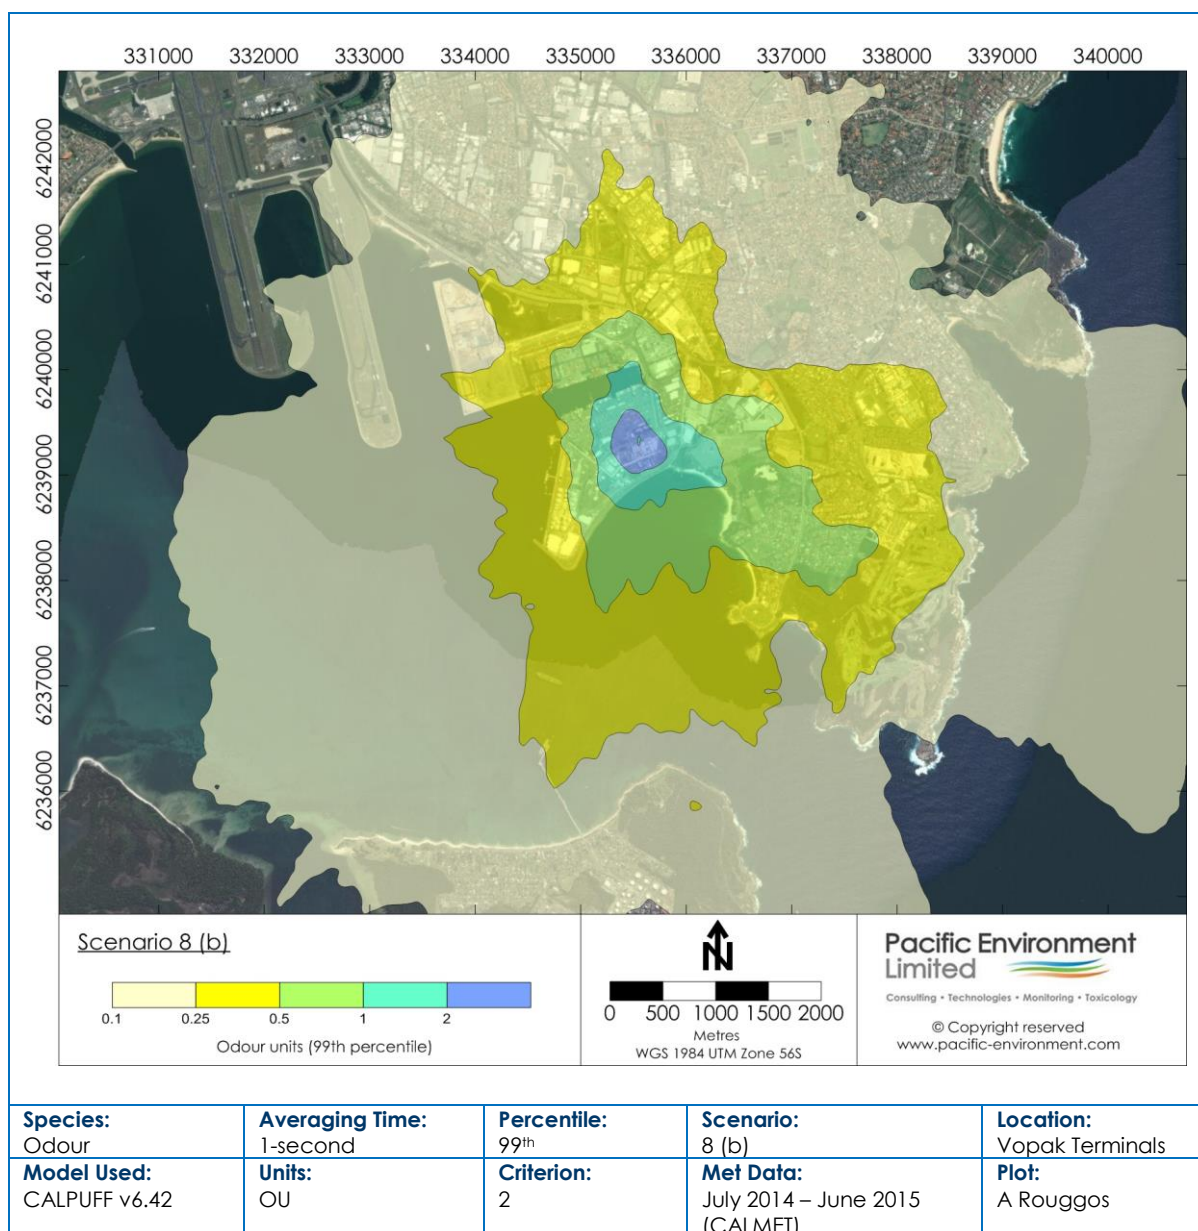 331000 332000 333000 334000 335000 336000 337000 338000 339000 340000
6242000
6241000
6240000
6239000
6238000
6237000
6236000
Scenario 8 (b)
0.1 0.25 0.5 1 2
Odour units (99th percentile)
N
0 500 1000 1500 2000
Metres
WGS 1984 UTM Zone 56S
Pacific Environment
Limited
Consulting • Technologies • Monitoring • Toxicology
© Copyright reserved
www.pacific-environment.com
Species: Averaging Time: Percentile: Scenario: Location:
Odour 1-second 99th 8 (b) Vopak Terminals
Model Used: Units: Criterion: Met Data: Plot:
CALPUFF v6.42 OU 2 July 2014 – June 2015 A Rouggos
(CALMET)